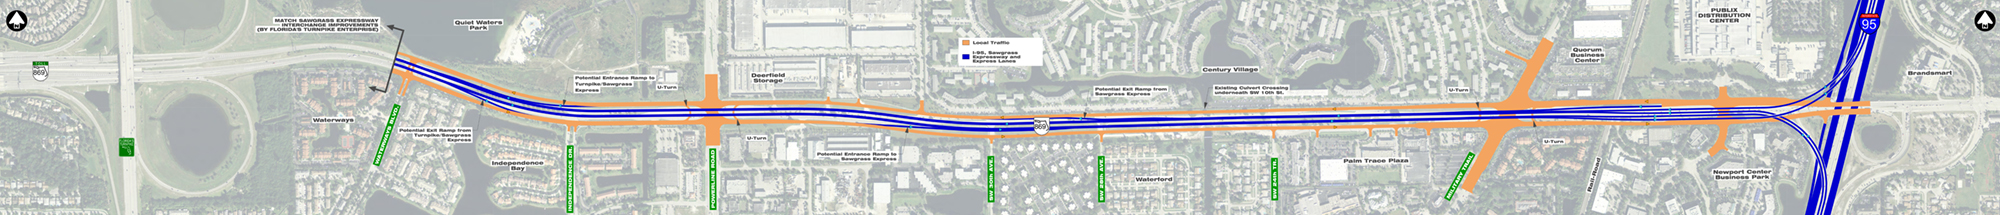 MATCH SAWGRASS EXPRESSWAY
INTERCHANGE IMPROVEMENTS
(BY FLORIDA'S TURNPIKE ENTERPRISE)
Quiet Waters
Park
TOLL
869
Waterways
WATERWAYS BLVD.
Potential Exit Ramp from
Turnpike/Sawgrass
Express
Independence
Bay
INDEPENDENCE DR.
Potential Entrance Ramp to
Turnpike/Sawgrass
Express
U-Turn
POWERLINE ROAD
Deerfield
Storage
U-Turn
Potential Entrance Ramp to
Sawgrass Express
Local Traffic
I-95, Sawgrass
Expressway and
Express Lanes
SW 30th AVE.
869
Potential Exit Ramp from
Sawgrass Express
SW 28th AVE.
Waterford
Century Village
Existing Culvert Crossing
underneath SW 10th St.
SW 24th TR.
Palm Trace Plaza
U-Turn
MILITARY TRAIL
U-Turn
Quorum
Business
Center
Rail-Road
PUBLIX
DISTRIBUTION
CENTER
Newport Center
Business Park
95
Brandsmart
N